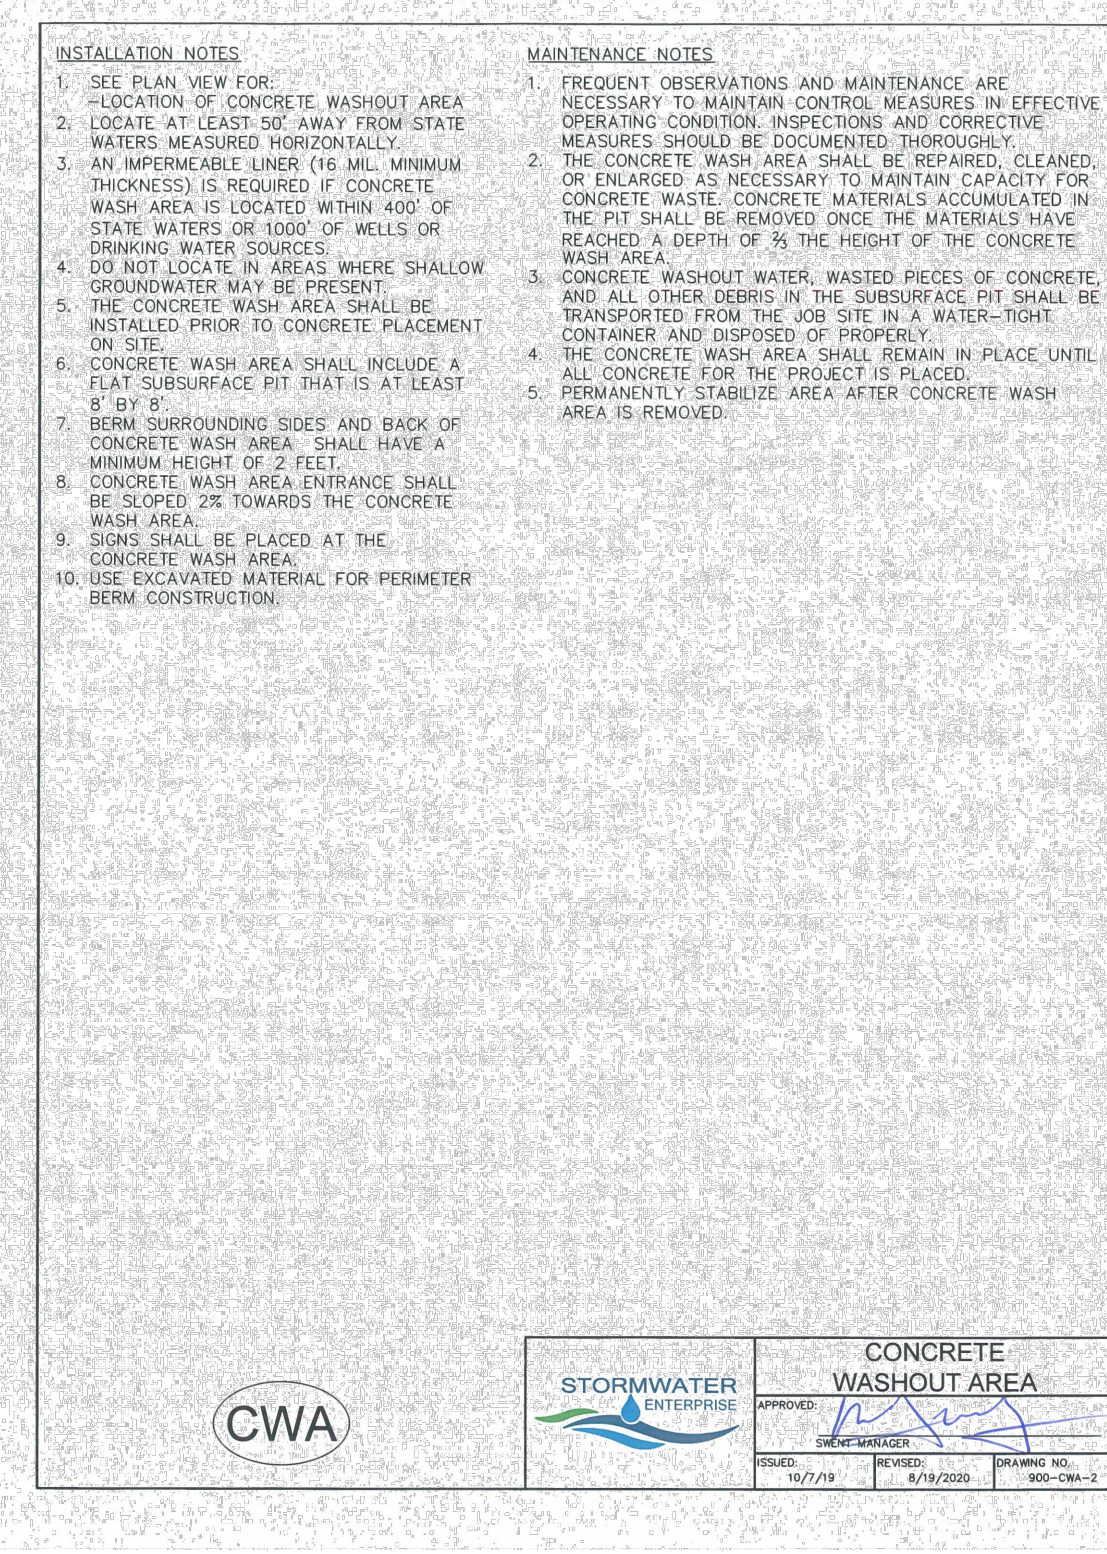 INSTALLATION NOTES
1. SEE PLAN VIEW FOR:
-LOCATION OF CONCRETE WASHOUT AREA
2. LOCATE AT LEAST 50' AWAY FROM STATE
WATERS MEASURED HORIZONTALLY.
3. AN IMPERMEABLE LINER (16 MIL. MINIMUM
THICKNESS) IS REQUIRED IF CONCRETE
WASH AREA IS LOCATED WITHIN 400' OF
STATE WATERS OR 1000' OF WELLS OR
DRINKING WATER SOURCES.
4. DO NOT LOCATE IN AREAS WHERE SHALLOW
GROUNDWATER MAY BE PRESENT.
5. THE CONCRETE WASH AREA SHALL BE
INSTALLED PRIOR TO CONCRETE PLACEMENT
ON SITE.
6. CONCRETE WASH AREA SHALL INCLUDE A
FLAT SUBSURFACE PIT THAT IS AT LEAST
8' BY 8'.
7. BERM SURROUNDING SIDES AND BACK OF
CONCRETE WASH AREA SHALL HAVE A
MINIMUM HEIGHT OF 2 FEET.
8. CONCRETE WASH AREA ENTRANCE SHALL
BE SLOPED 2% TOWARDS THE CONCRETE
WASH AREA.
9. SIGNS SHALL BE PLACED AT THE
CONCRETE WASH AREA.
10. USE EXCAVATED MATERIAL FOR PERIMETER
BERM CONSTRUCTION.
MAINTENANCE NOTES
1. FREQUENT OBSERVATIONS AND MAINTENANCE ARE
NECESSARY TO MAINTAIN CONTROL MEASURES IN EFFECTIVE
OPERATING CONDITION. INSPECTIONS AND CORRECTIVE
MEASURES SHOULD BE DOCUMENTED THOROUGHLY.
2. THE CONCRETE WASH AREA SHALL BE REPAIRED, CLEANED,
OR ENLARGED AS NECESSARY TO MAINTAIN CAPACITY FOR
CONCRETE WASTE. CONCRETE MATERIALS ACCUMULATED IN
THE PIT SHALL BE REMOVED ONCE THE MATERIALS HAVE
REACHED A DEPTH OF ⅔ THE HEIGHT OF THE CONCRETE
WASH AREA.
3. CONCRETE WASHOUT WATER, WASTED PIECES OF CONCRETE,
AND ALL OTHER DEBRIS IN THE SUBSURFACE PIT SHALL BE
TRANSPORTED FROM THE JOB SITE IN A WATER-TIGHT
CONTAINER AND DISPOSED OF PROPERLY.
4. THE CONCRETE WASH AREA SHALL REMAIN IN PLACE UNTIL
ALL CONCRETE FOR THE PROJECT IS PLACED.
5. PERMANENTLY STABILIZE AREA AFTER CONCRETE WASH
AREA IS REMOVED.
CWA
STORMWATER
ENTERPRISE
CONCRETE
WASHOUT AREA
APPROVED:
SWENT MANAGER
ISSUED:
10/7/19
REVISED:
8/19/2020
DRAWING NO.
900-CWA-2